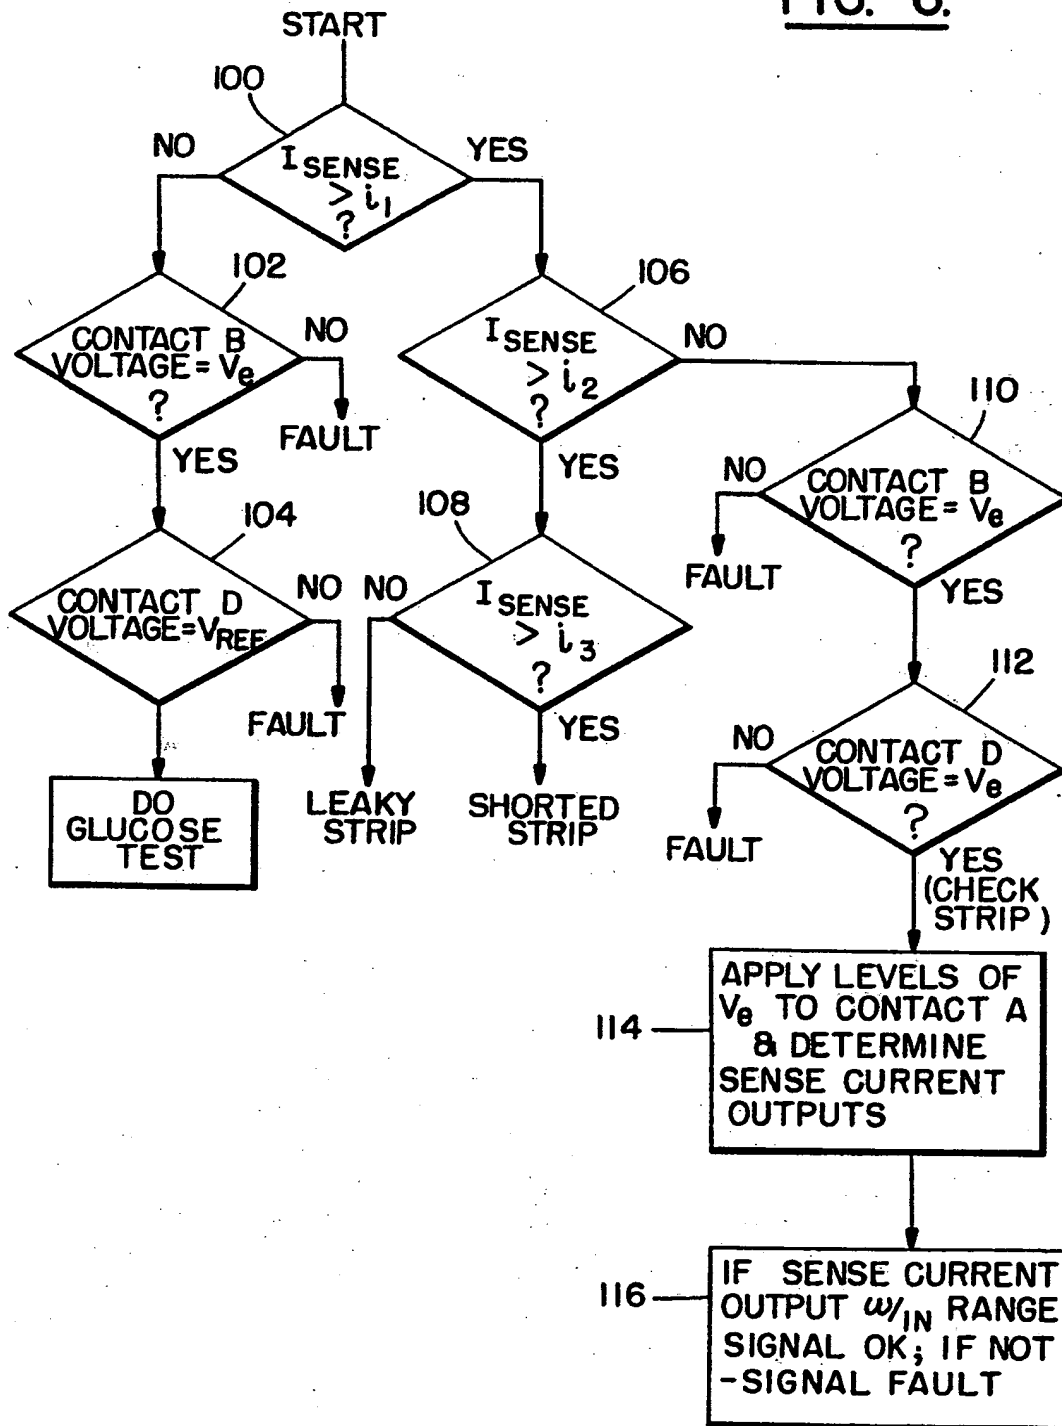 FIG. 6.
START
100
NO
YES
I SENSE
> i1
?
102
106
CONTACT B
VOLTAGE = Ve
?
NO
FAULT
YES
I SENSE
> i2
?
NO
YES
110
NO
CONTACT B
VOLTAGE = Ve
?
FAULT
YES
104
CONTACT D
VOLTAGE=VREF
NO
FAULT
108
NO
I SENSE
> i3
?
YES
DO
GLUCOSE
TEST
LEAKY
STRIP
SHORTED
STRIP
112
NO
CONTACT D
VOLTAGE = Ve
?
FAULT
YES
(CHECK
STRIP)
114
APPLY LEVELS OF
Ve TO CONTACT A
& DETERMINE
SENSE CURRENT
OUTPUTS
116
IF SENSE CURRENT
OUTPUT w/IN RANGE
SIGNAL OK; IF NOT
-SIGNAL FAULT